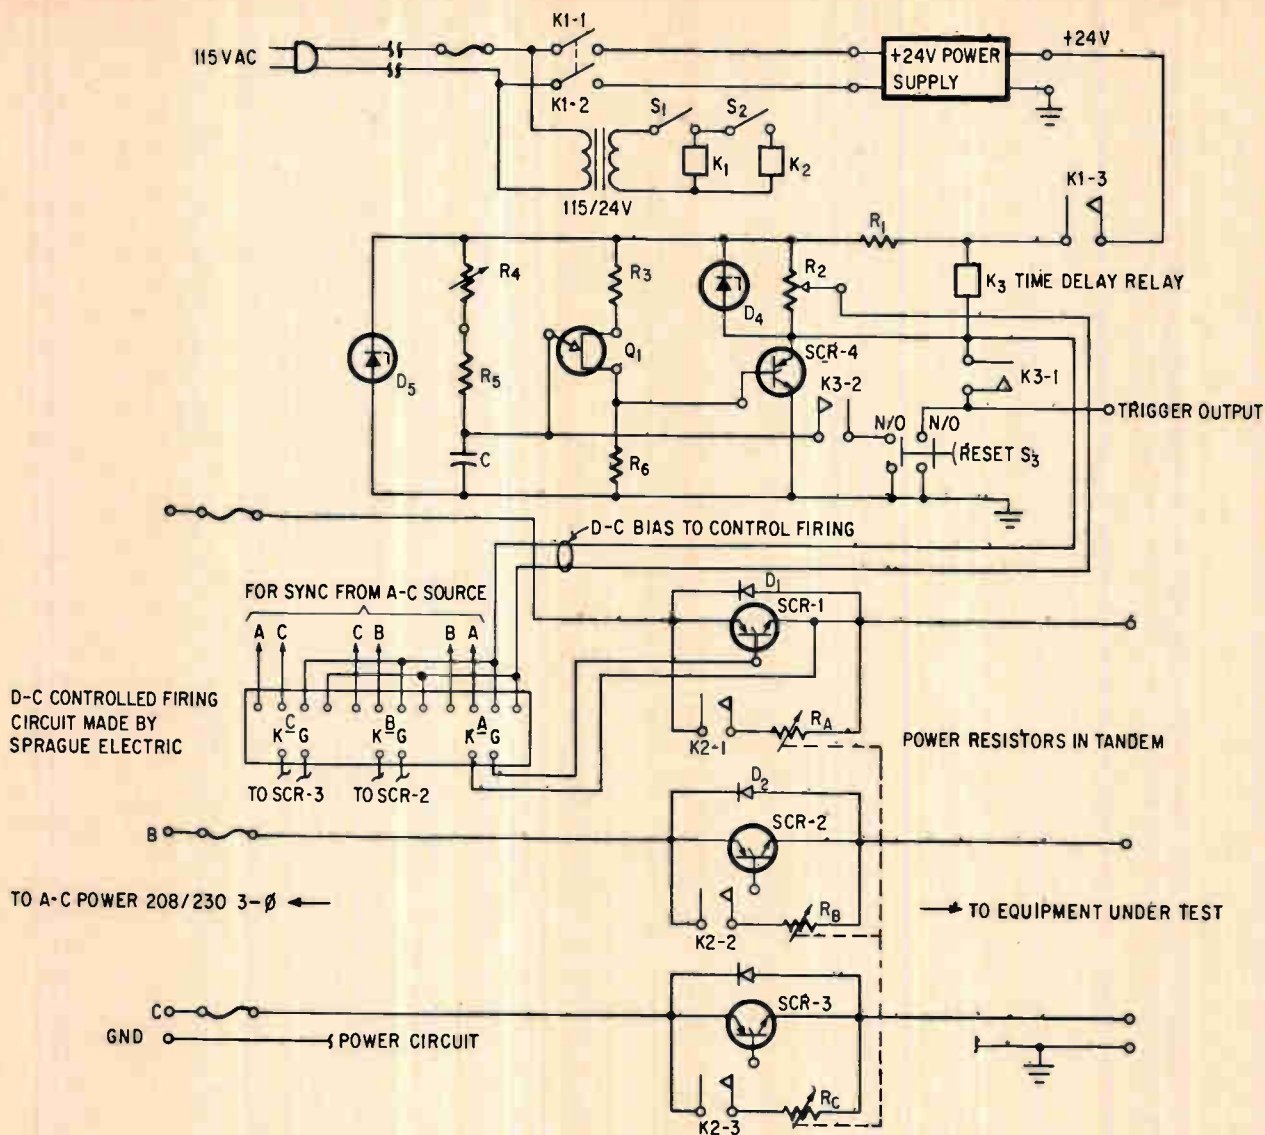 K1-1
+24V
115 VAC
+24V POWER
SUPPLY
K1-2
S1
S2
K1
K2
K1-3
115/24V
R1
R4
R3
R2
K3 TIME DELAY RELAY
D4
Q1
SCR-4
D5
R5
K3-2
K3-1
TRIGGER OUTPUT
N/O
N/O
C
R6
RESET S3
D-C BIAS TO CONTROL FIRING
FOR SYNC FROM A-C SOURCE
D1
SCR-1
A C C B B A
D-C CONTROLLED FIRING
CIRCUIT MADE BY
SPRAGUE ELECTRIC
C B A
K G K G K G
K2-1
RA
POWER RESISTORS IN TANDEM
TO SCR-3
TO SCR-2
D2
B
SCR-2
TO A-C POWER 208/230 3-Ø
RB
TO EQUIPMENT UNDER TEST
K2-2
C
SCR-3
GND
POWER CIRCUIT
RC
K2-3